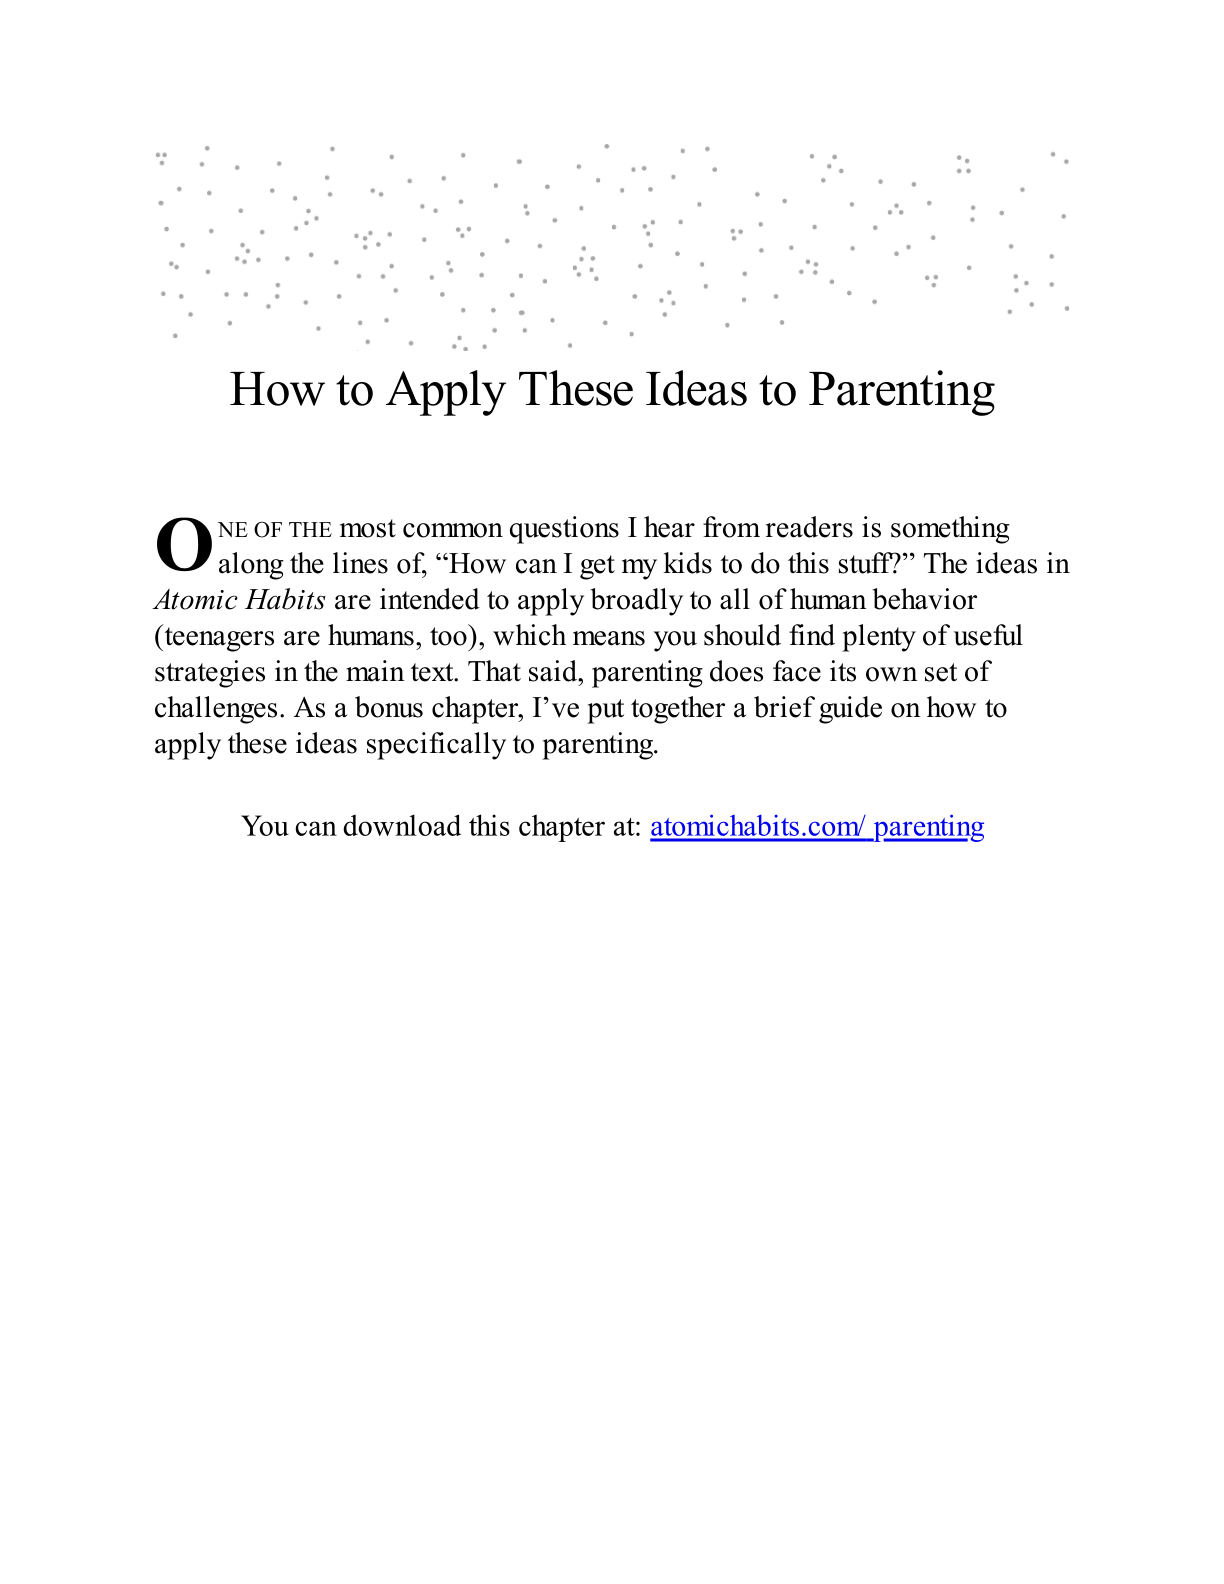 How to Apply These Ideas to Parenting
ONE OF THE most common questions I hear from readers is something
along the lines of, “How can I get my kids to do this stuff?” The ideas in
Atomic Habits are intended to apply broadly to all of human behavior
(teenagers are humans, too), which means you should find plenty of useful
strategies in the main text. That said, parenting does face its own set of
challenges. As a bonus chapter, I’ve put together a brief guide on how to
apply these ideas specifically to parenting.
You can download this chapter at: atomichabits.com/ parenting